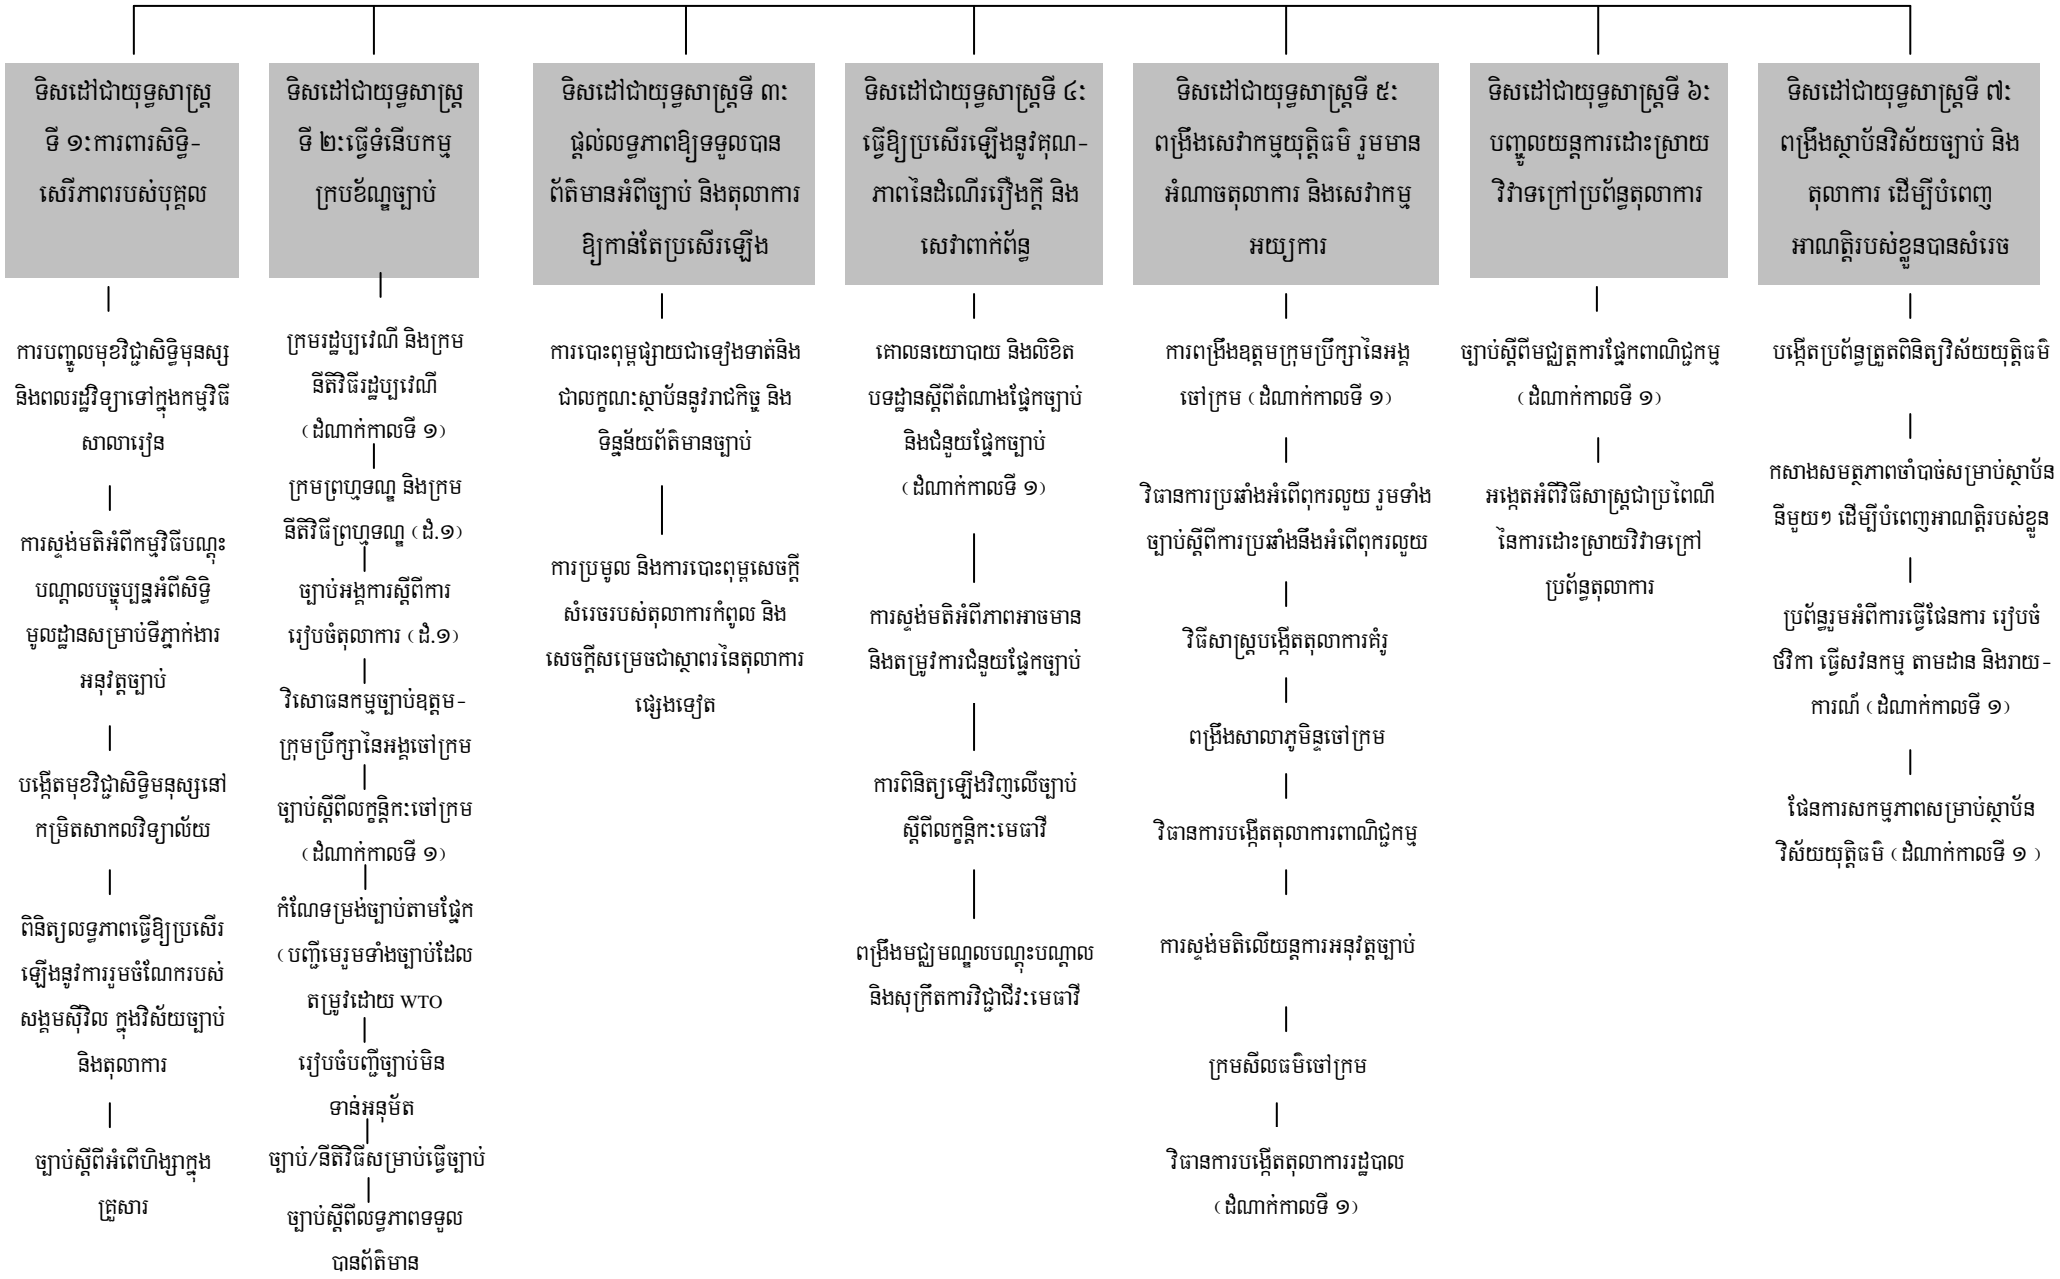 ទិសដៅជាយុទ្ធសាស្ត្រ
ទី ១ៈការពារសិទ្ធិ-
សេរីភាពរបស់បុគ្គល
ការបញ្ចូលមុខវិជ្ជាសិទ្ធិមុនស្ស
និងពលរដ្ឋវិទ្យាទៅក្នុងកម្មវិធី
សាលារៀន
ការស្ទង់មតិអំពីកម្មវិធីបណ្តុះ
បណ្តាលបច្ចុប្បន្នអំពីសិទ្ធិ
មូលដ្ឋានសម្រាប់ទីភ្នាក់ងារ
អនុវត្តច្បាប់
បង្កើតមុខវិជ្ជាសិទ្ធិមនុស្សនៅ
កម្រិតសាកលវិទ្យាល័យ
ពិនិត្យលទ្ធភាពធ្វើឱ្យប្រសើរ
ឡើងនូវការរួមចំណែករបស់
សង្គមស៊ីវិល ក្នុងវិស័យច្បាប់
និងតុលាការ
ច្បាប់ស្តីពីអំពើហិង្សាក្នុង
គ្រួសារ
ទិសដៅជាយុទ្ធសាស្ត្រ
ទី ២ៈធ្វើទំនើបកម្ម
ក្របខ័ណ្ឌច្បាប់
ក្រមរដ្ឋប្បវេណី និងក្រម
នីតិវិធីរដ្ឋប្បវេណី
(ដំណាក់កាលទី ១)
ក្រមព្រហ្មទណ្ឌ និងក្រម
នីតិវិធីព្រហ្មទណ្ឌ (ដំ.១)
ច្បាប់អង្គការស្តីពីការ
រៀបចំតុលាការ (ដំ.១)
វិសោធនកម្មច្បាប់ឧត្តម-
ក្រុមប្រឹក្សានៃអង្គចៅក្រម
ច្បាប់ស្តីពីលក្ខន្តិកៈចៅក្រម
(ដំណាក់កាលទី ១)
កំណែទម្រង់ច្បាប់តាមផ្នែក
(បញ្ជីមេរួមទាំងច្បាប់ដែល
តម្រូវដោយ WTO
រៀបចំបញ្ជីច្បាប់មិន
ទាន់អនុម័ត
ច្បាប់/នីតិវិធីសម្រាប់ធ្វើច្បាប់
ច្បាប់ស្តីពីលទ្ធភាពទទួល
បានព័ត៌មាន
ទិសដៅជាយុទ្ធសាស្ត្រទី ៣ៈ
ផ្តល់លទ្ធភាពឱ្យទទួលបាន
ព័ត៌មានអំពីច្បាប់ និងតុលាការ
ឱ្យកាន់តែប្រសើរឡើង
ការបោះពុម្ពផ្សាយជាទៀងទាត់និង
ជាលក្ខណៈស្ថាប័ននូវរាជកិច្ច និង
ទិន្នន័យព័ត៌មានច្បាប់
ការប្រមូល និងការបោះពុម្ពសេចក្តី
សំរេចរបស់តុលាការកំពូល និង
សេចក្តីសម្រេចជាស្ថាពរនៃតុលាការ
ផ្សេងទៀត
ទិសដៅជាយុទ្ធសាស្ត្រទី ៤ៈ
ធ្វើឱ្យប្រសើរឡើងនូវគុណ-
ភាពនៃដំណើររឿងក្តី និង
សេវាពាក់ព័ន្ធ
គោលនយោបាយ និងលិខិត
បទដ្ឋានស្តីពីតំណាងផ្នែកច្បាប់
និងជំនួយផ្នែកច្បាប់
(ដំណាក់កាលទី ១)
ការស្ទង់មតិអំពីភាពអាចមាន
និងតម្រូវការជំនួយផ្នែកច្បាប់
ការពិនិត្យឡើងវិញលើច្បាប់
ស្តីពីលក្ខន្តិកៈមេធាវី
ពង្រឹងមជ្ឈមណ្ឌលបណ្តុះបណ្តាល
និងសុក្រឹតការវិជ្ជាជីវៈមេធាវី
ទិសដៅជាយុទ្ធសាស្ត្រទី ៥ៈ
ពង្រឹងសេវាកម្មយុត្តិធម៌ រួមមាន
អំណាចតុលាការ និងសេវាកម្ម
អយ្យការ
ការពង្រឹងឧត្តមក្រុមប្រឹក្សានៃអង្គ
ចៅក្រម (ដំណាក់កាលទី ១)
វិធានការប្រឆាំងអំពើពុករលួយ រួមទាំង
ច្បាប់ស្តីពីការប្រឆាំងនឹងអំពើពុករលួយ
វិធីសាស្ត្របង្កើតតុលាការគំរូ
ពង្រឹងសាលាភូមិន្ទចៅក្រម
វិធានការបង្កើតតុលាការពាណិជ្ជកម្ម
ការស្ទង់មតិលើយន្តការអនុវត្តច្បាប់
ក្រមសីលធម៌ចៅក្រម
វិធានការបង្កើតតុលាការរដ្ឋបាល
(ដំណាក់កាលទី ១)
ទិសដៅជាយុទ្ធសាស្ត្រទី ៦ៈ
បញ្ចូលយន្តការដោះស្រាយ
វិវាទក្រៅប្រព័ន្ធតុលាការ
ច្បាប់ស្តីពីមជ្ឈត្តការផ្នែកពាណិជ្ជកម្ម
(ដំណាក់កាលទី ១)
អង្កេតអំពីវិធីសាស្ត្រជាប្រពៃណី
នៃការដោះស្រាយវិវាទក្រៅ
ប្រព័ន្ធតុលាការ
ទិសដៅជាយុទ្ធសាស្ត្រទី ៧ៈ
ពង្រឹងស្ថាប័នវិស័យច្បាប់ និង
តុលាការ ដើម្បីបំពេញ
អាណត្តិរបស់ខ្លួនបានសំរេច
បង្កើតប្រព័ន្ធត្រួតពិនិត្យវិស័យយុត្តិធម៌
កសាងសមត្ថភាពចាំបាច់សម្រាប់ស្ថាប័ន
នីមួយៗ ដើម្បីបំពេញអាណត្តិរបស់ខ្លួន
ប្រព័ន្ធរួមអំពីការធ្វើផែនការ រៀបចំ
ថវិកា ធ្វើសវនកម្ម តាមដាន និងរាយ-
ការណ៍ (ដំណាក់កាលទី ១)
ផែនការសកម្មភាពសម្រាប់ស្ថាប័ន
វិស័យយុត្តិធម៌ (ដំណាក់កាលទី ១ )